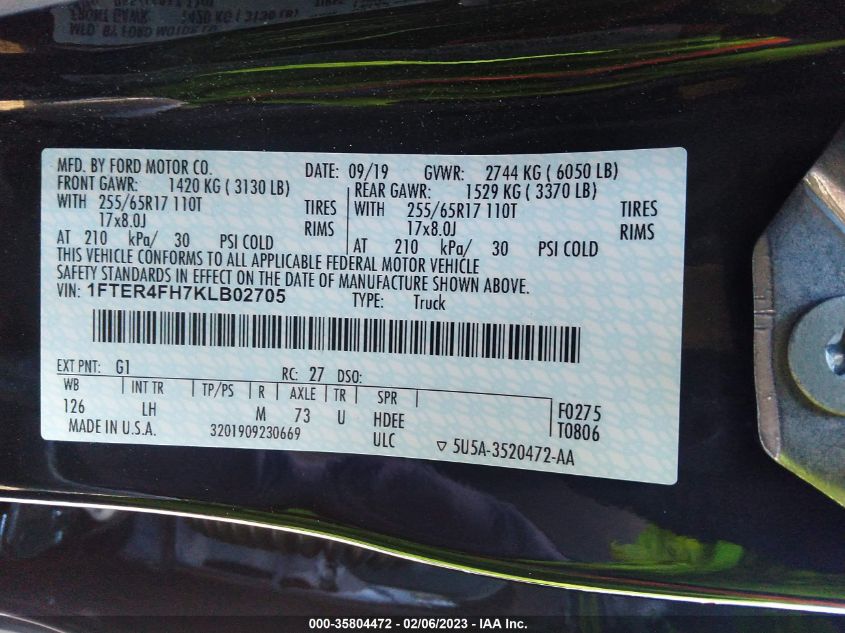 MFD. BY FORD MOTOR CO. DATE: 09/19 GVWR: 2744 KG ( 6050 LB)
FRONT GAWR: 1420 KG ( 3130 LB) REAR GAWR: 1529 KG ( 3370 LB)
WITH 255/65R17 110T TIRES WITH 255/65R17 110T TIRES
17x8.0J RIMS 17x8.0J RIMS
AT 210 kPa/ 30 PSI COLD AT 210 kPa/ 30 PSI COLD
THIS VEHICLE CONFORMS TO ALL APPLICABLE FEDERAL MOTOR VEHICLE
SAFETY STANDARDS IN EFFECT ON THE DATE OF MANUFACTURE SHOWN ABOVE.
VIN: 1FTER4FH7KLB02705 TYPE: Truck
EXT PNT: G1 RC: 27 DSO:
WB INT TR TP/PS R AXLE TR SPR
126 LH M 73 U HDEE F0275
ULC T0806
MADE IN U.S.A. 3201909230669 ▽ 5U5A-3520472-AA
000-35804472 - 02/06/2023 - IAA Inc.